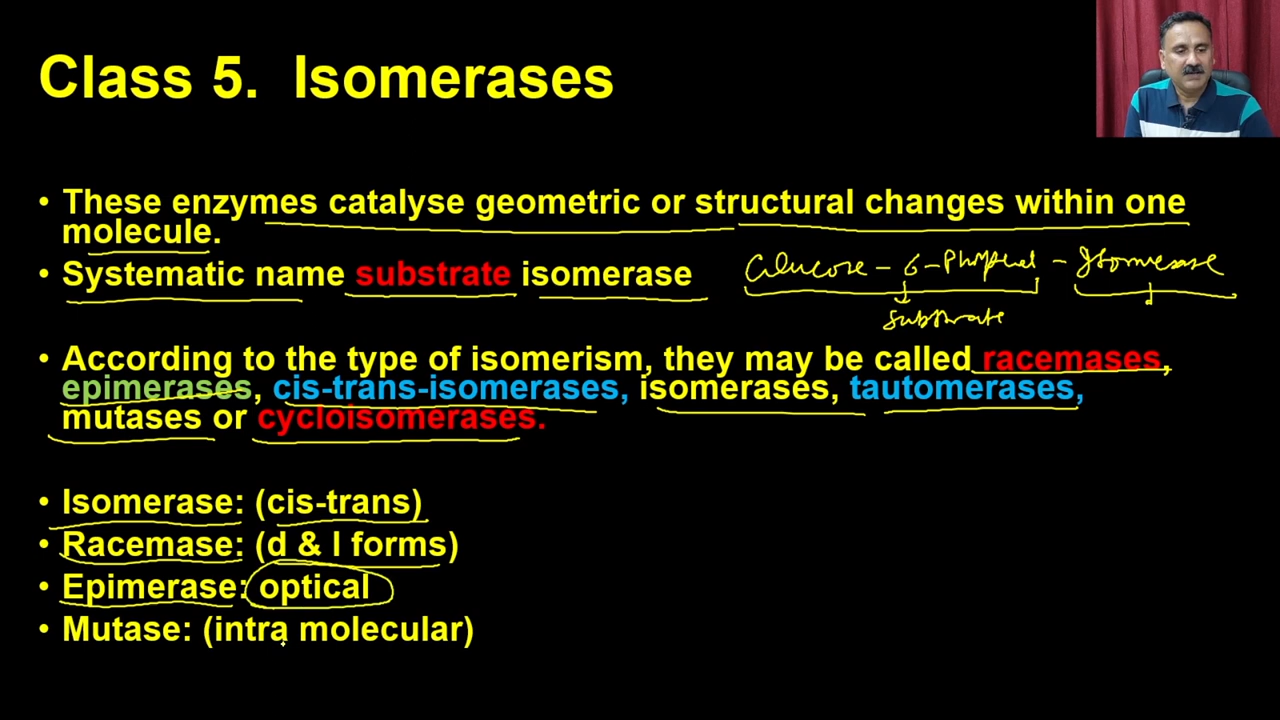 Class 5. Isomerases
• These enzymes catalyse geometric or structural changes within one
molecule.
• Systematic name substrate isomerase
Glucose - 6 - Phosphat - Isomerase
substrate
• According to the type of isomerism, they may be called racemases,
epimerases, cis-trans-isomerases, isomerases, tautomerases,
mutases or cycloisomerases.
• Isomerase: (cis-trans)
• Racemase: (d & l forms)
• Epimerase: optical
• Mutase: (intra molecular)